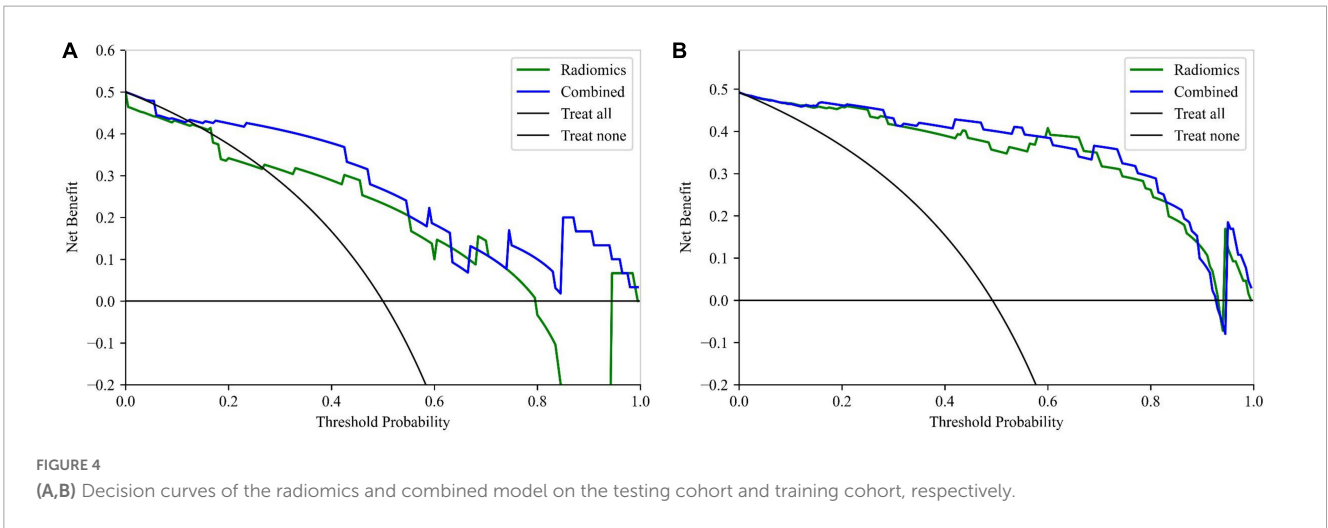 A
Net Benefit
0.6
0.5
0.4
0.3
0.2
0.1
0.0
−0.1
−0.2
0.0 0.2 0.4 0.6 0.8 1.0
Threshold Probability
Radiomics
Combined
Treat all
Treat none
B
Net Benefit
0.5
0.4
0.3
0.2
0.1
0.0
−0.1
−0.2
0.0 0.2 0.4 0.6 0.8 1.0
Threshold Probability
Radiomics
Combined
Treat all
Treat none
FIGURE 4
(A,B) Decision curves of the radiomics and combined model on the testing cohort and training cohort, respectively.